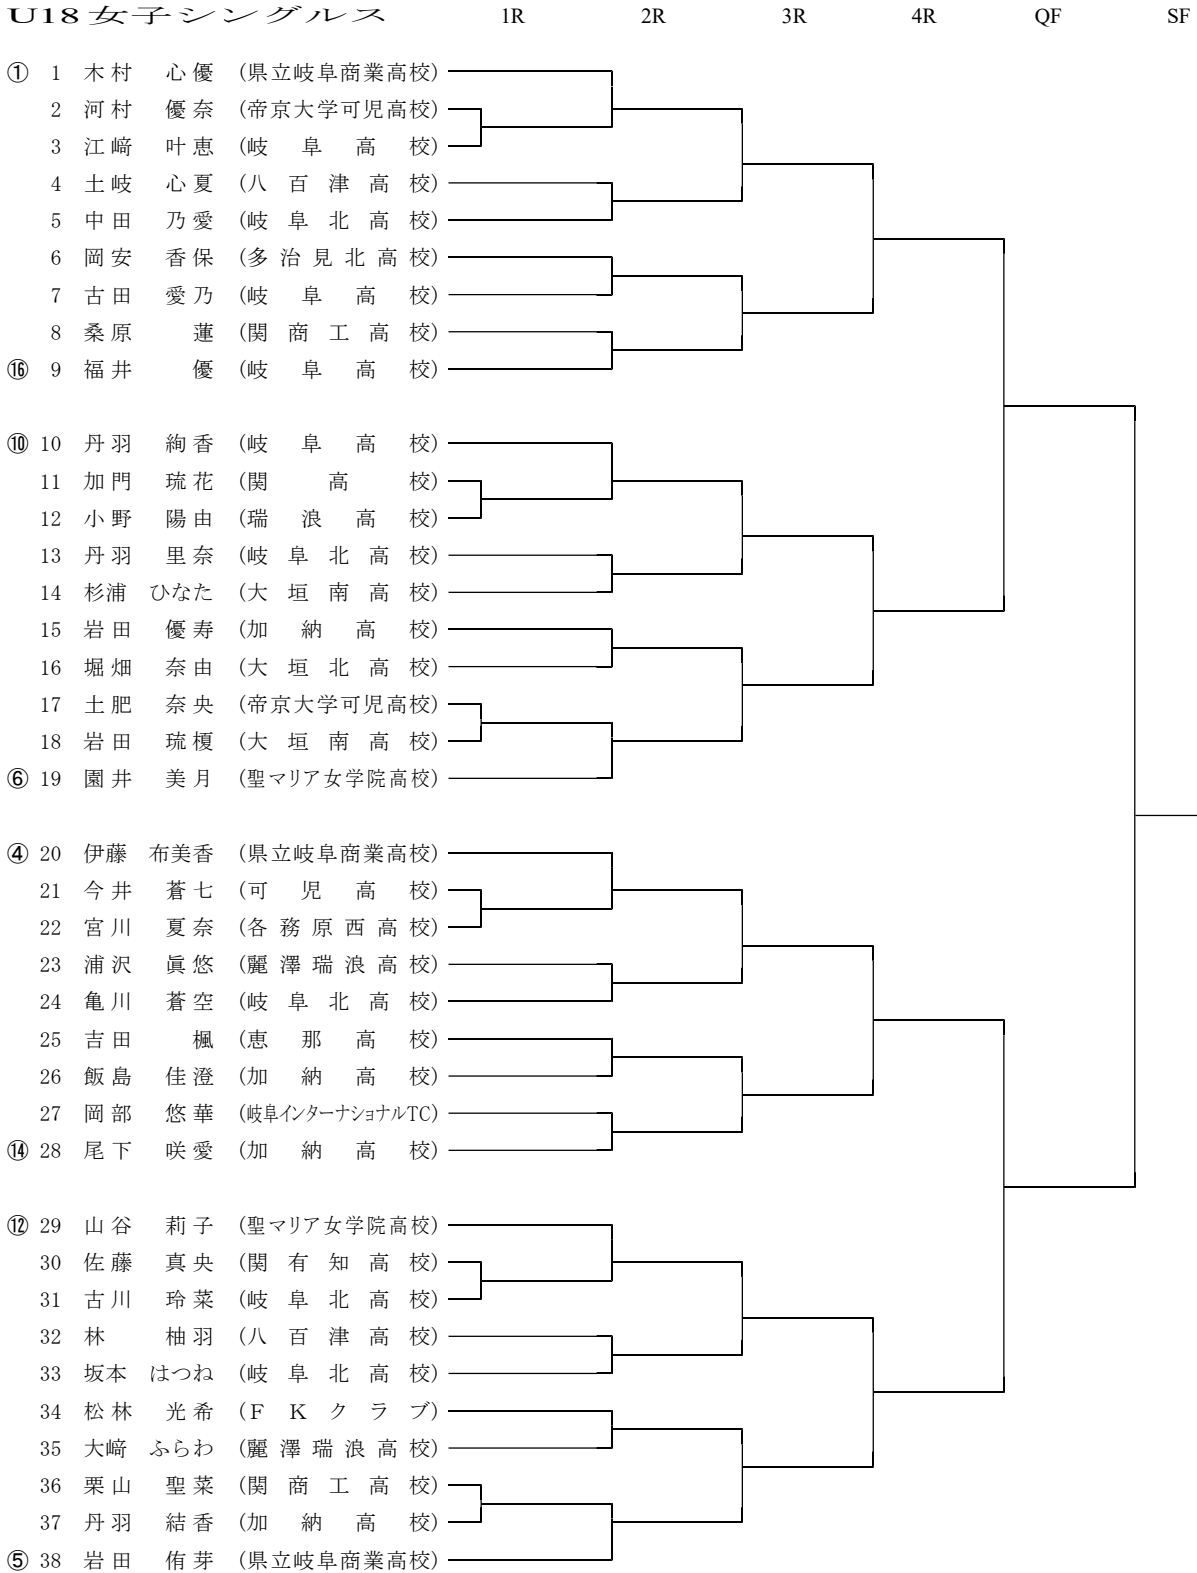 U18女子シングルス 1R 2R 3R 4R QF SF
① 1 木村 心優 (県立岐阜商業高校)
2 河村 優奈 (帝京大学可児高校)
3 江﨑 叶恵 (岐阜高校)
4 土岐 心夏 (八百津高校)
5 中田 乃愛 (岐阜北高校)
6 岡安 香保 (多治見北高校)
7 古田 愛乃 (岐阜高校)
8 桑原 蓮 (関商工高校)
⑯ 9 福井 優 (岐阜高校)
⑩ 10 丹羽 絢香 (岐阜高校)
11 加門 琉花 (関高校)
12 小野 陽由 (瑞浪高校)
13 丹羽 里奈 (岐阜北高校)
14 杉浦 ひなた (大垣南高校)
15 岩田 優寿 (加納高校)
16 堀畑 奈由 (大垣北高校)
17 土肥 奈央 (帝京大学可児高校)
18 岩田 琉榎 (大垣南高校)
⑥ 19 園井 美月 (聖マリア女学院高校)
④ 20 伊藤 布美香 (県立岐阜商業高校)
21 今井 蒼七 (可児高校)
22 宮川 夏奈 (各務原西高校)
23 浦沢 眞悠 (麗澤瑞浪高校)
24 亀川 蒼空 (岐阜北高校)
25 吉田 楓 (恵那高校)
26 飯島 佳澄 (加納高校)
27 岡部 悠華 (岐阜インターナショナルTC)
⑭ 28 尾下 咲愛 (加納高校)
⑫ 29 山谷 莉子 (聖マリア女学院高校)
30 佐藤 真央 (関有知高校)
31 古川 玲菜 (岐阜北高校)
32 林 柚羽 (八百津高校)
33 坂本 はつね (岐阜北高校)
34 松林 光希 (FKクラブ)
35 大﨑 ふらわ (麗澤瑞浪高校)
36 栗山 聖菜 (関商工高校)
37 丹羽 結香 (加納高校)
⑤ 38 岩田 侑芽 (県立岐阜商業高校)